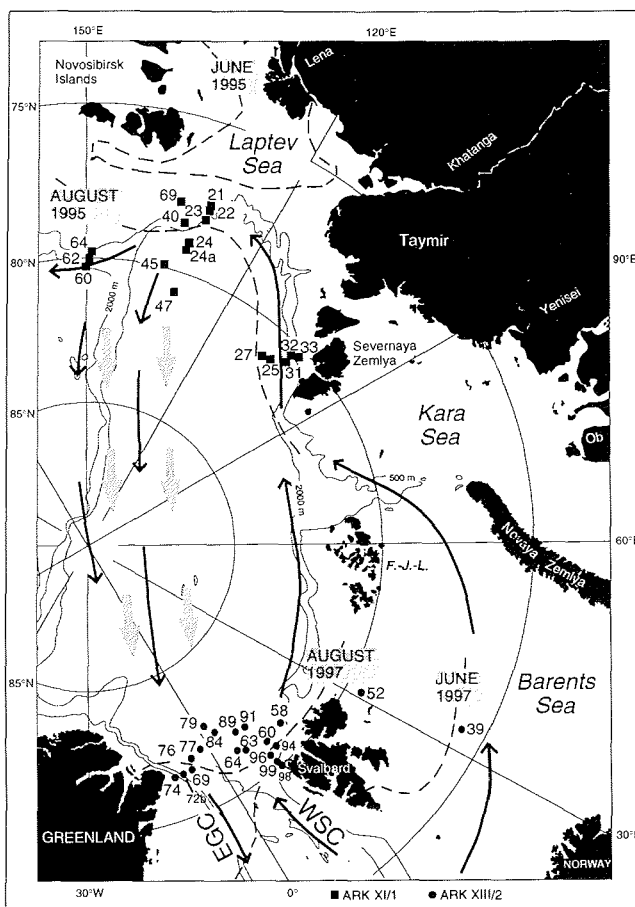 150°E
120°E
Novosibirsk
Islands
JUNE
1995
Lena
75°N
Laptev
Sea
Khatanga
AUGUST
1995
69
21
23
22
40
Taymir
64
24
24a
62
45
90°E
80°N
60
2000 m
47
Yenisei
32
33
27
25
31
Severnaya
Zemlya
85°N
Kara
Sea
Ob
500 m
2000 m
Novaya Zemlya
60°E
F.-J.-L.
AUGUST
1997
JUNE
1997
85°N
52
Barents
Sea
58
79
89
91
39
84
60
76
77
63
94
64
96
Svalbard
99
98
74
69
72b
GREENLAND
EGC
WSC
30°E
NORWAY
30°W
0°
■ ARK XI/1
● ARK XIII/2